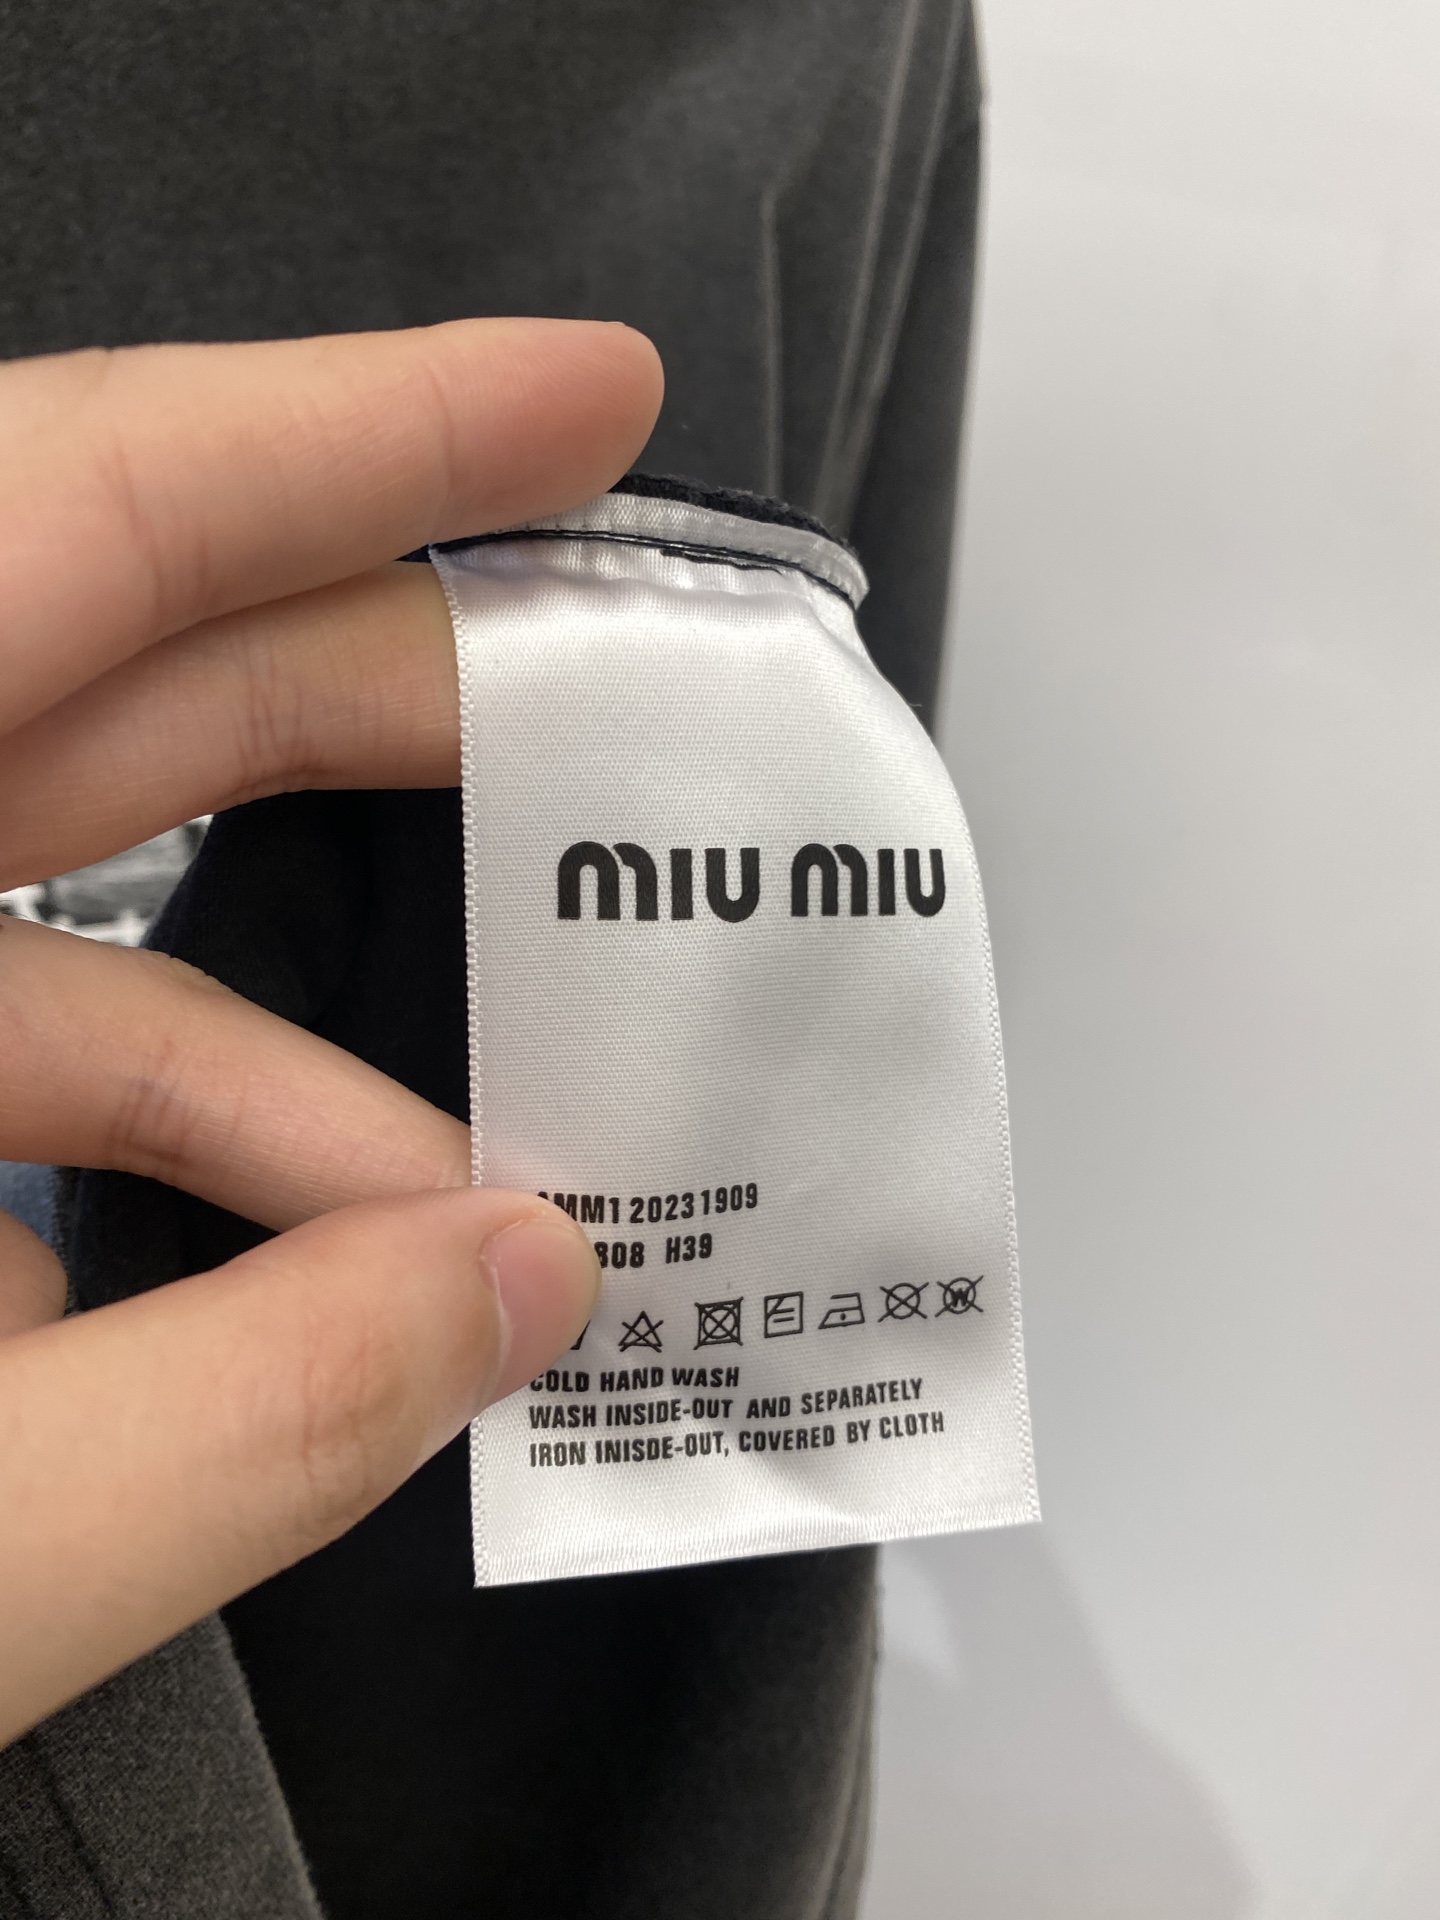 MIU MIU
MM1 20231909
808 H39
W
COLD HAND WASH
WASH INSIDE-OUT AND SEPARATELY
IRON INISDE-OUT, COVERED BY CLOTH